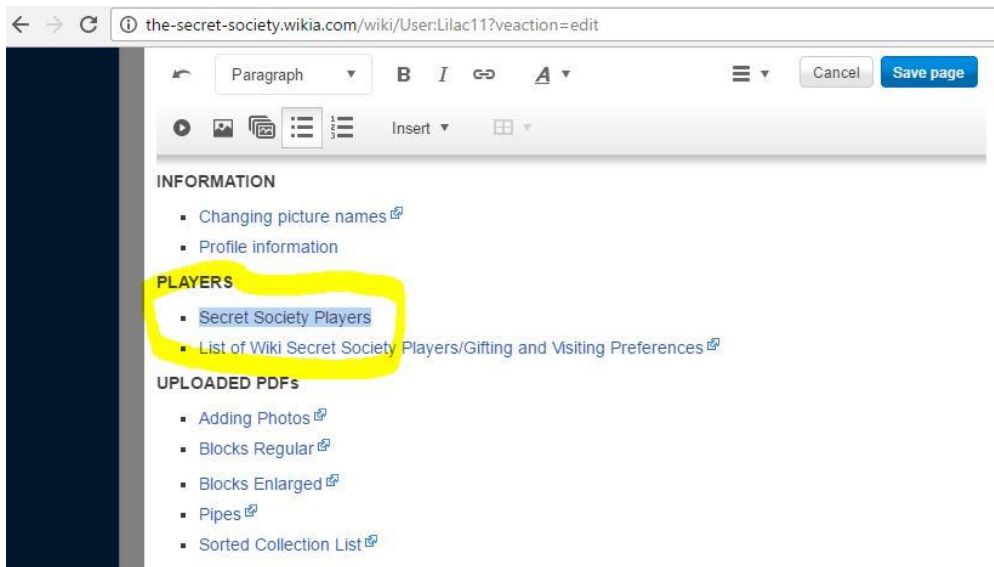 the-secret-society.wikia.com/wiki/User:Lilac11?veaction=edit
Paragraph B I A Cancel Save page
Insert
INFORMATION
Changing picture names
Profile information
PLAYERS
Secret Society Players
List of Wiki Secret Society Players/Gifting and Visiting Preferences
UPLOADED PDFs
Adding Photos
Blocks Regular
Blocks Enlarged
Pipes
Sorted Collection List